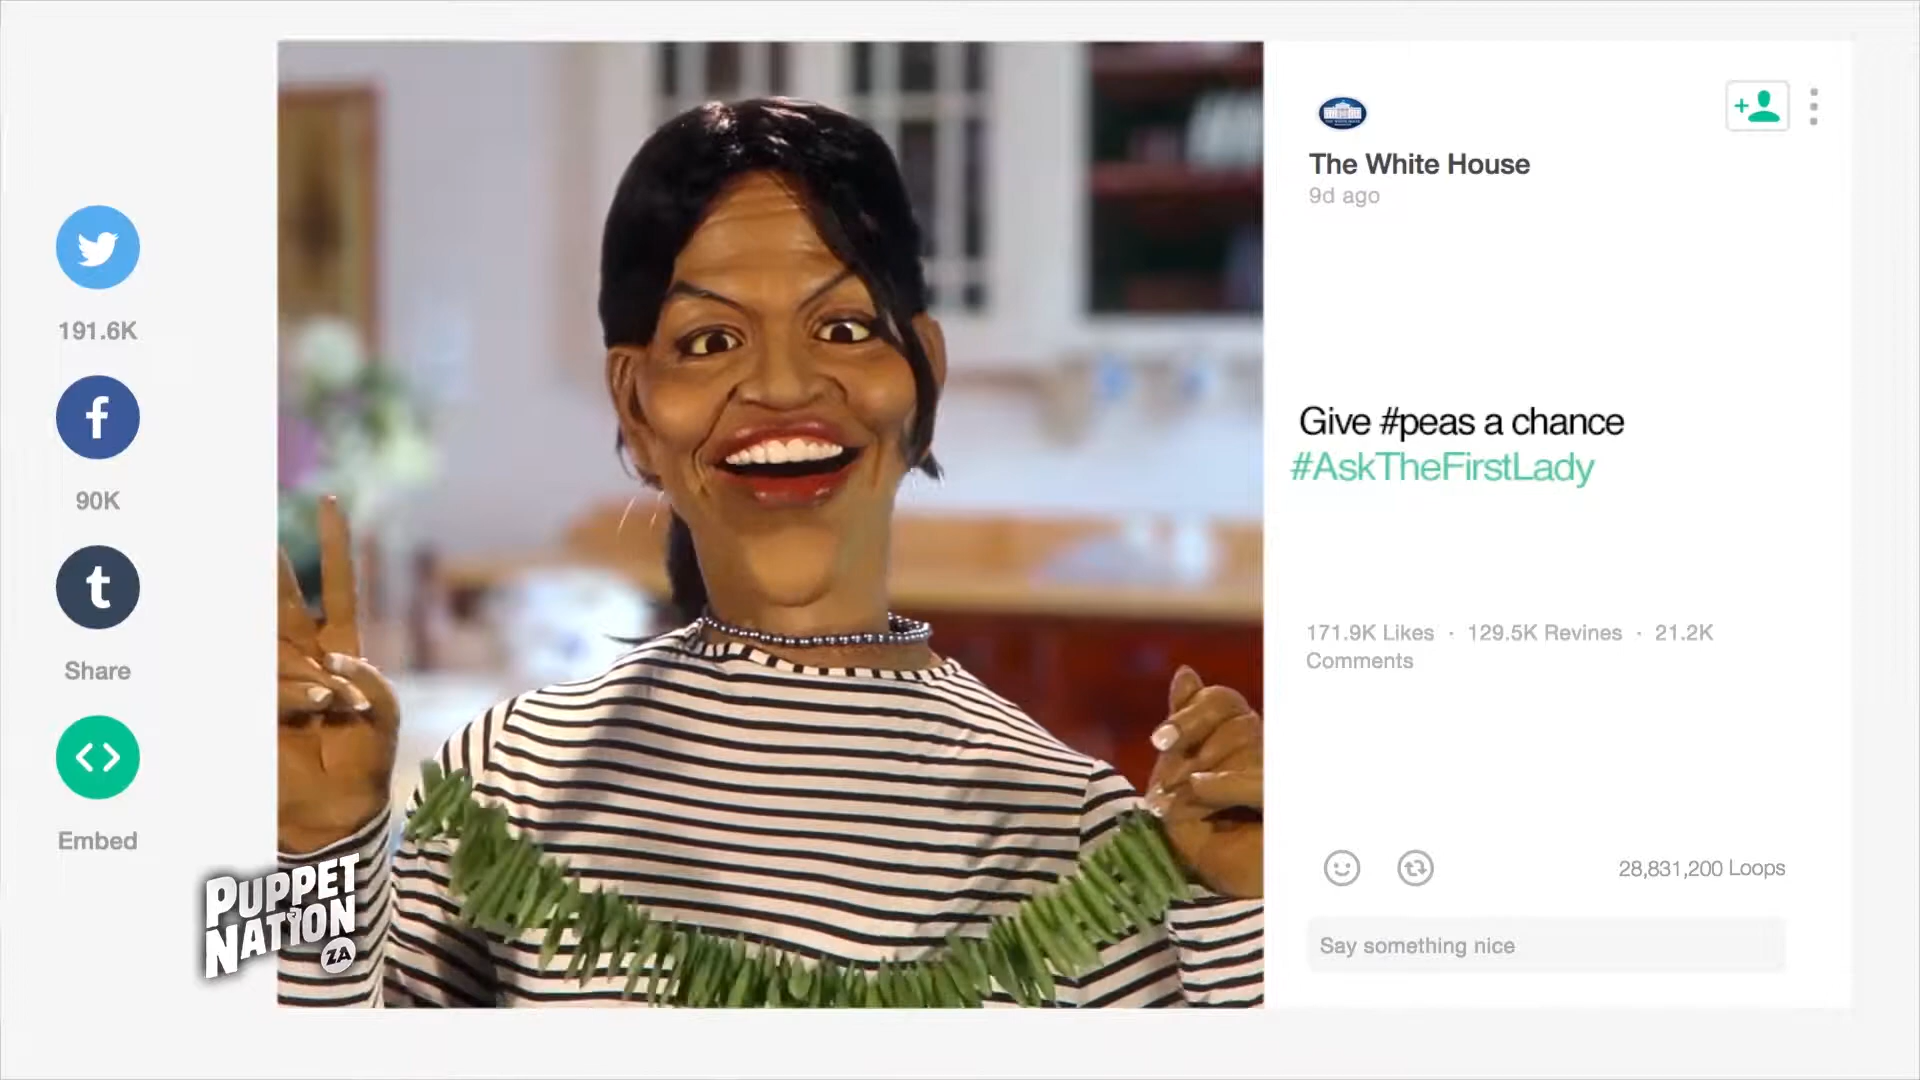 191.6K
90K
Share
Embed
PUPPET
NATION
ZA
The White House
9d ago
Give #peas a chance
#AskTheFirstLady
171.9K Likes · 129.5K Revines · 21.2K
Comments
28,831,200 Loops
Say something nice